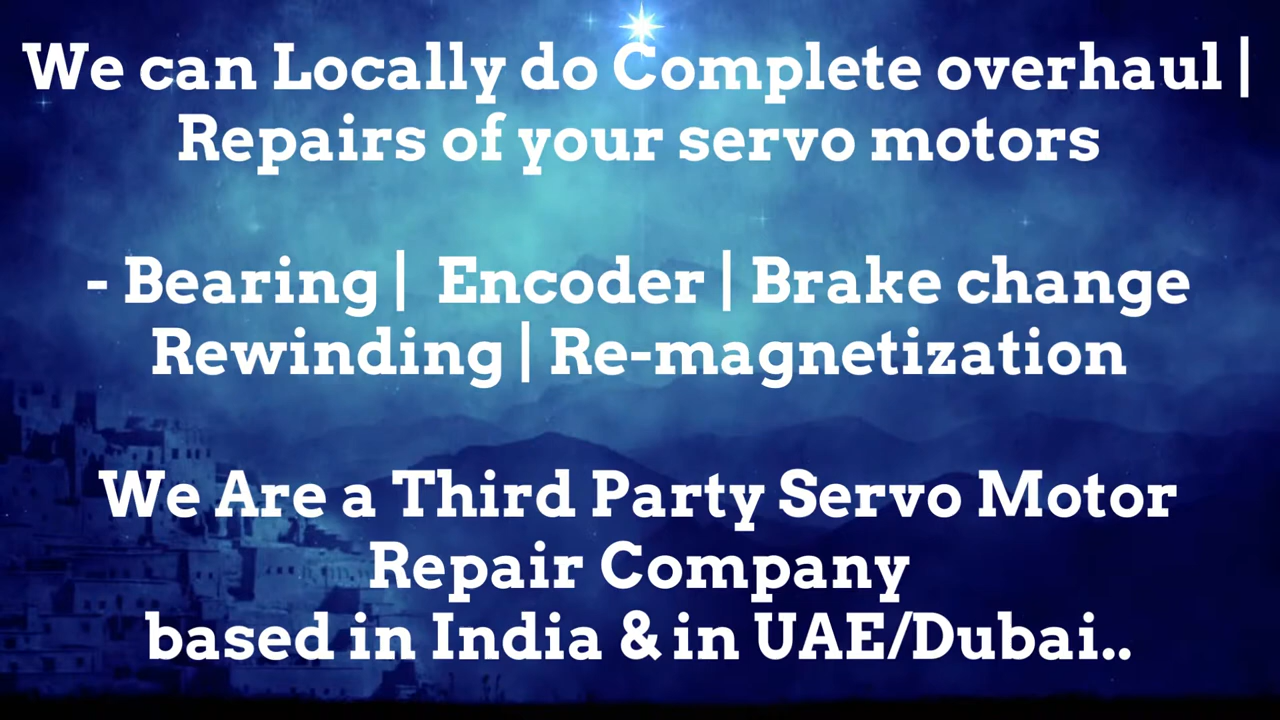 We can Locally do Complete overhaul |
Repairs of your servo motors
- Bearing |  Encoder | Brake change
Rewinding | Re-magnetization
We Are a Third Party Servo Motor
Repair Company
based in India & in UAE/Dubai..